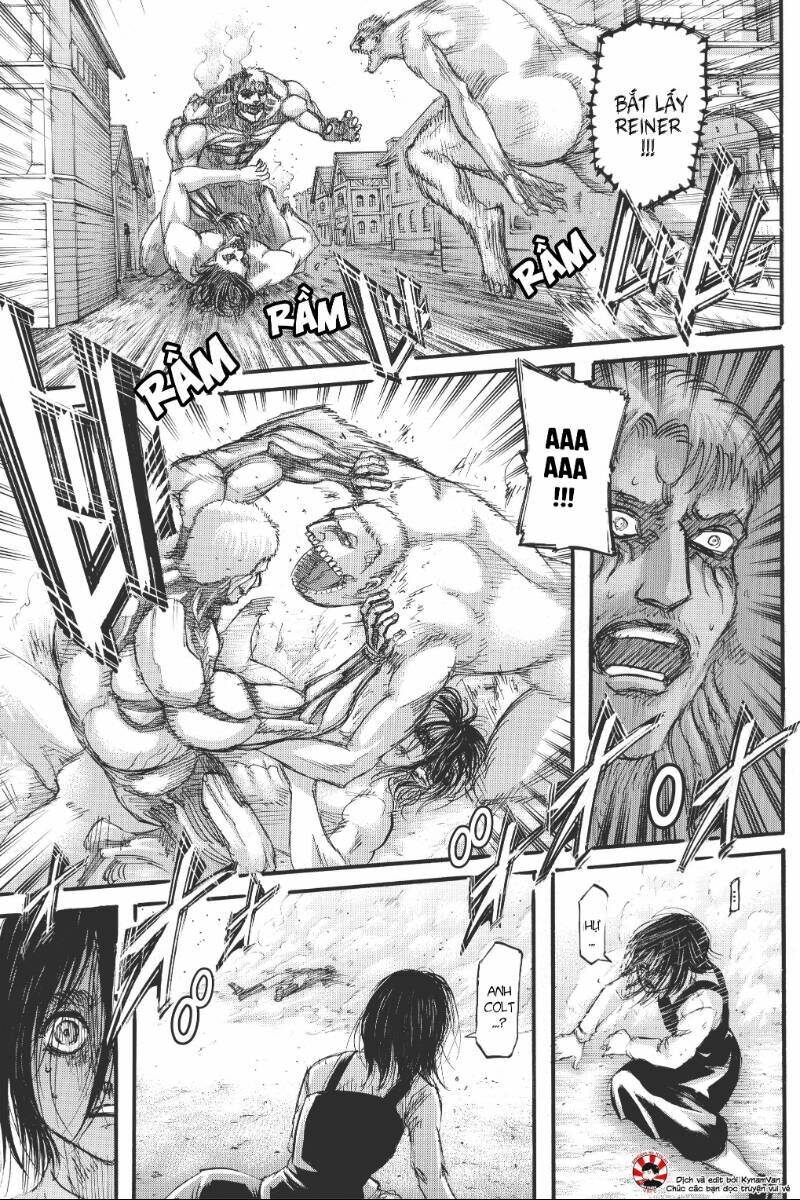 BẮT LẤY
REINER
!!!
RẦM
RẦM
RẦM
AAA
AAA
!!!
...
HỰ
...
ANH
COLT
...?
Dịch và edit bởi KynamVan
Chúc các bạn đọc truyện vui vẻ